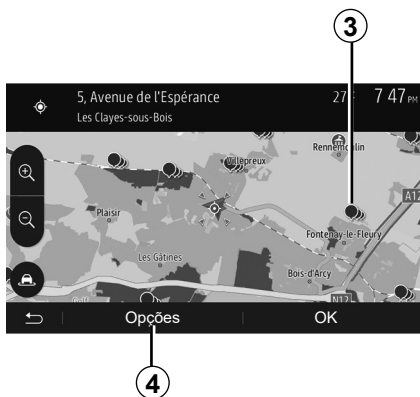 3
5, Avenue de l'Espérance
27°
7 47 PM
Les Clayes-sous-Bois
Rennemoulin
Villepreux
A12
Plaisir
Fontenay-le-Fleury
Les Gâtines
Bois-d'Arcy
N12
Opções
OK
4